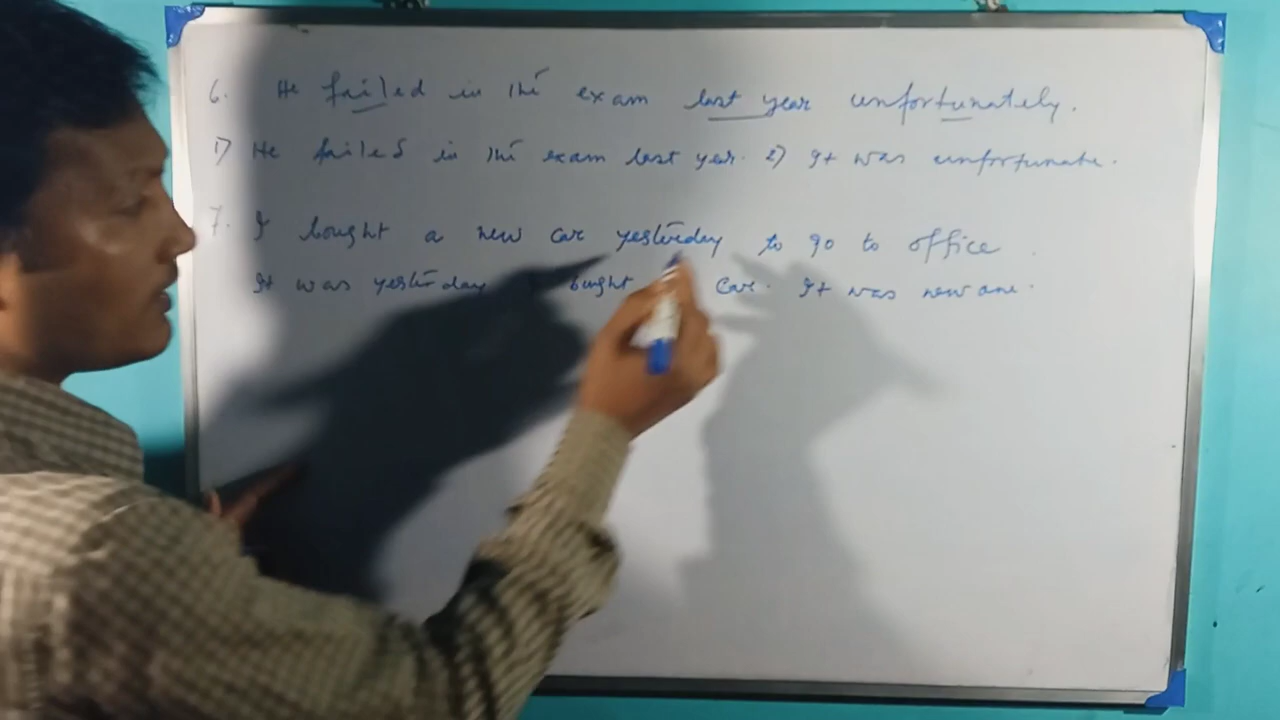 6. He failed in the exam last year unfortunately.
1) He failed in the exam last year. 2) It was unfortunate.
7. I bought a new car yesterday to go to office
It was yesterday bought car. It was new one.